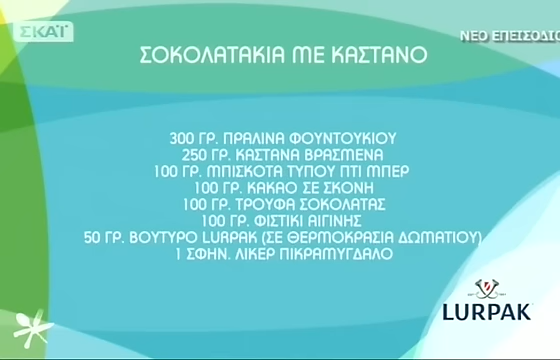 ΣΚΑΪ
ΝΕΟ ΕΠΕΙΣΟΔΙΟ
ΣΟΚΟΛΑΤΑΚΙΑ ΜΕ ΚΑΣΤΑΝΟ
300 ΓΡ. ΠΡΑΛΙΝΑ ΦΟΥΝΤΟΥΚΙΟΥ
250 ΓΡ. ΚΑΣΤΑΝΑ ΒΡΑΣΜΕΝΑ
100 ΓΡ. ΜΠΙΣΚΟΤΑ ΤΥΠΟΥ ΠΤΙ ΜΠΕΡ
100 ΓΡ. ΚΑΚΑΟ ΣΕ ΣΚΟΝΗ
100 ΓΡ. ΤΡΟΥΦΑ ΣΟΚΟΛΑΤΑΣ
100 ΓΡ. ΦΙΣΤΙΚΙ ΑΙΓΙΝΗΣ
50 ΓΡ. ΒΟΥΤΥΡΟ LURPAK (ΣΕ ΘΕΡΜΟΚΡΑΣΙΑ ΔΩΜΑΤΙΟΥ)
1 ΣΦΗΝ. ΛΙΚΕΡ ΠΙΚΡΑΜΥΓΔΑΛΟ
LURPAK